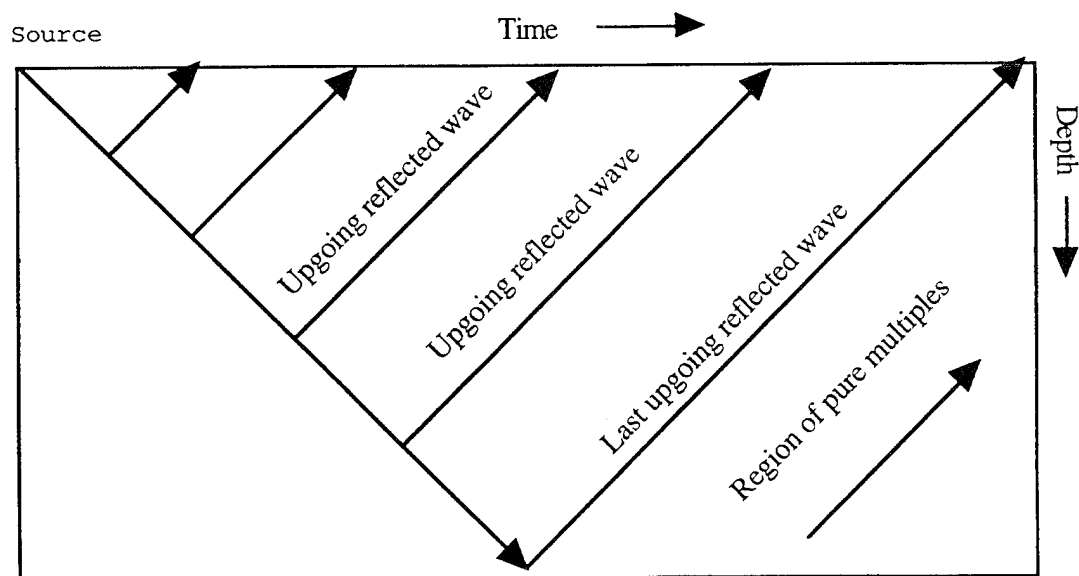 Source
Time
Depth
Upgoing reflected wave
Upgoing reflected wave
Last upgoing reflected wave
Region of pure multiples